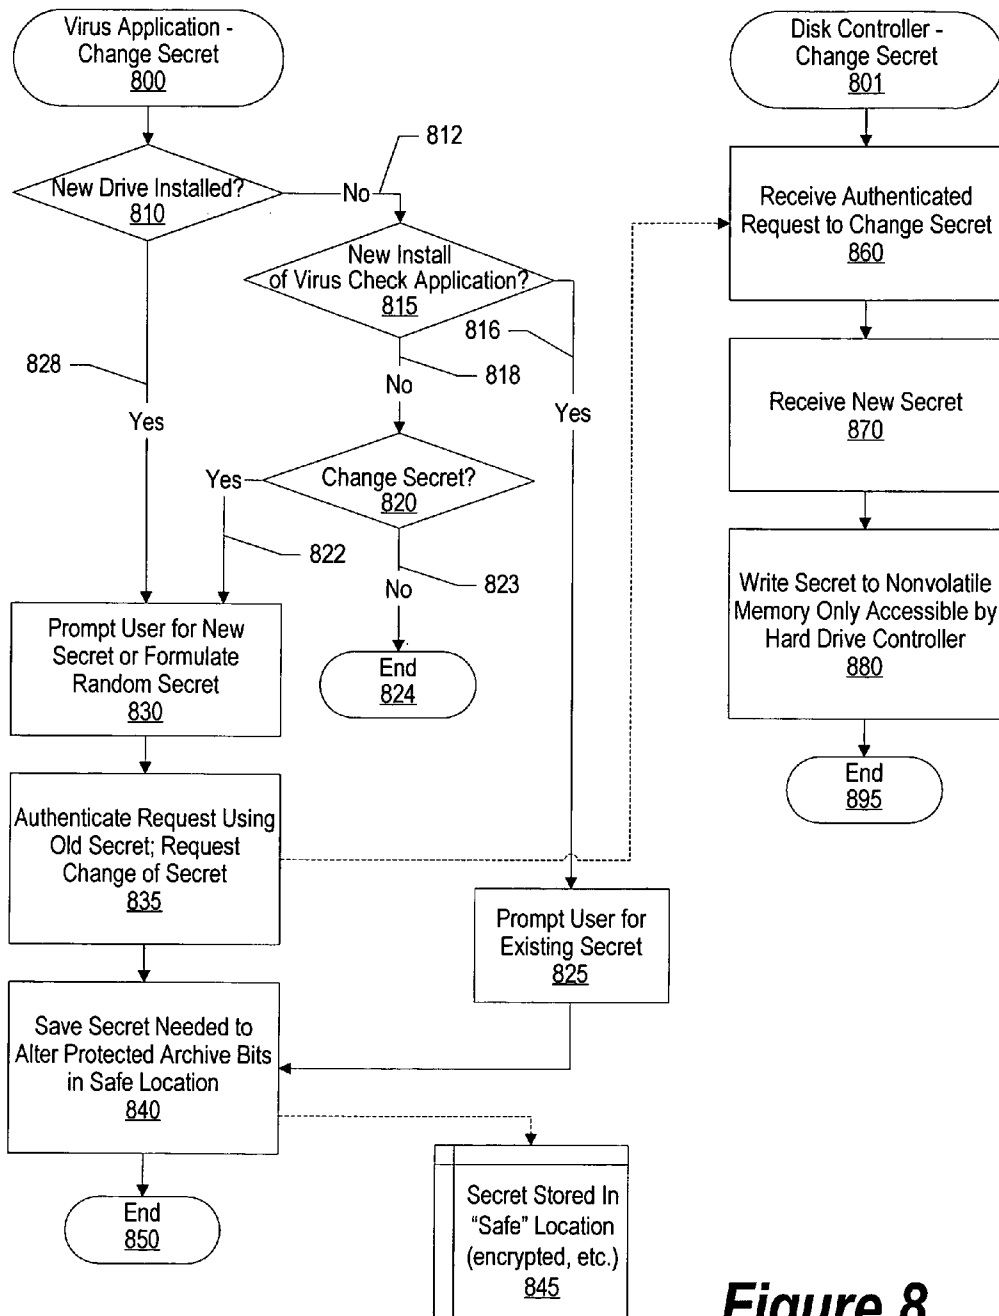 Virus Application -
Change Secret
800
Disk Controller -
Change Secret
801
812
New Drive Installed?
810
No
Receive Authenticated
Request to Change Secret
860
New Install
of Virus Check Application?
815
816
818
828
No
Yes
Yes
Receive New Secret
870
Yes
Change Secret?
820
822
823
No
Write Secret to Nonvolatile
Memory Only Accessible by
Hard Drive Controller
880
Prompt User for New
Secret or Formulate
Random Secret
830
End
824
End
895
Authenticate Request Using
Old Secret; Request
Change of Secret
835
Prompt User for
Existing Secret
825
Save Secret Needed to
Alter Protected Archive Bits
in Safe Location
840
End
850
Secret Stored In
“Safe” Location
(encrypted, etc.)
845
Figure 8